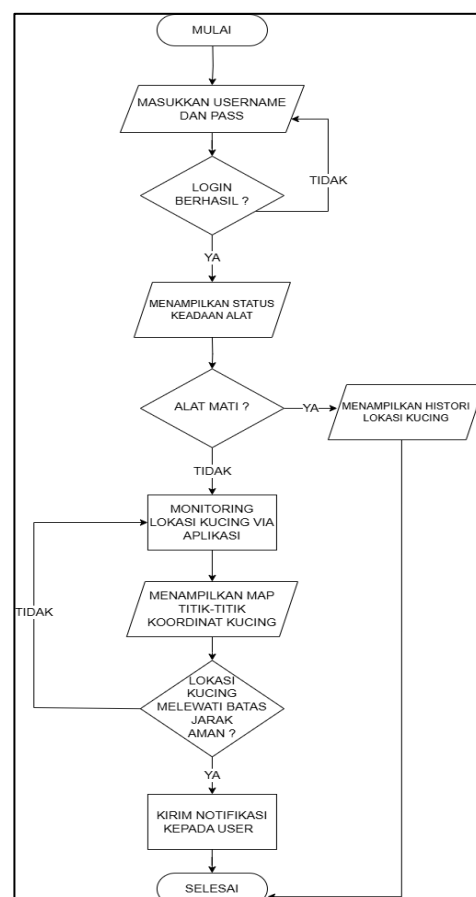 MULAI
MASUKKAN USERNAME
DAN PASS
TIDAK
LOGIN
BERHASIL ?
YA
MENAMPILKAN STATUS
KEADAAN ALAT
ALAT MATI ?
YA
MENAMPILKAN HISTORI
LOKASI KUCING
TIDAK
MONITORING
LOKASI KUCING VIA
APLIKASI
MENAMPILKAN MAP
TITIK-TITIK
KOORDINAT KUCING
TIDAK
LOKASI
KUCING
MELEWATI BATAS
JARAK
AMAN ?
YA
KIRIM NOTIFIKASI
KEPADA USER
SELESAI